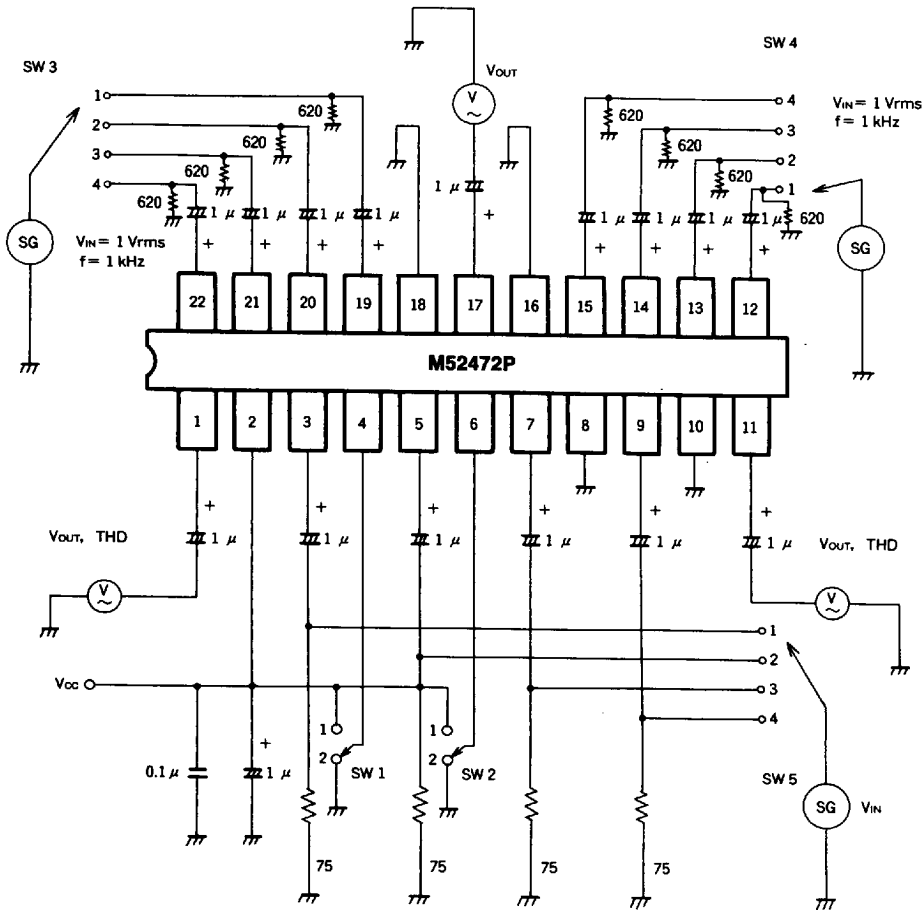 SW 3
SW 4
VOUT
V
1
2
3
4
620
620
620
620
4
3
2
1
620
620
620
620
VIN = 1 Vrms
f = 1 kHz
1 μ
1 μ
1 μ
1 μ
1 μ
1 μ
1 μ
1 μ
1 μ
SG
VIN = 1 Vrms
f = 1 kHz
SG
+
+
+
+
+
+
+
+
+
22
21
20
19
18
17
16
15
14
13
12
M52472P
1
2
3
4
5
6
7
8
9
10
11
+
+
+
+
+
+
VOUT, THD
1 μ
1 μ
1 μ
1 μ
1 μ
1 μ
VOUT, THD
V
V
1
2
3
4
VCC
1
2
SW 1
1
2
SW 2
+
0.1 μ
1 μ
SW 5
SG
VIN
75
75
75
75